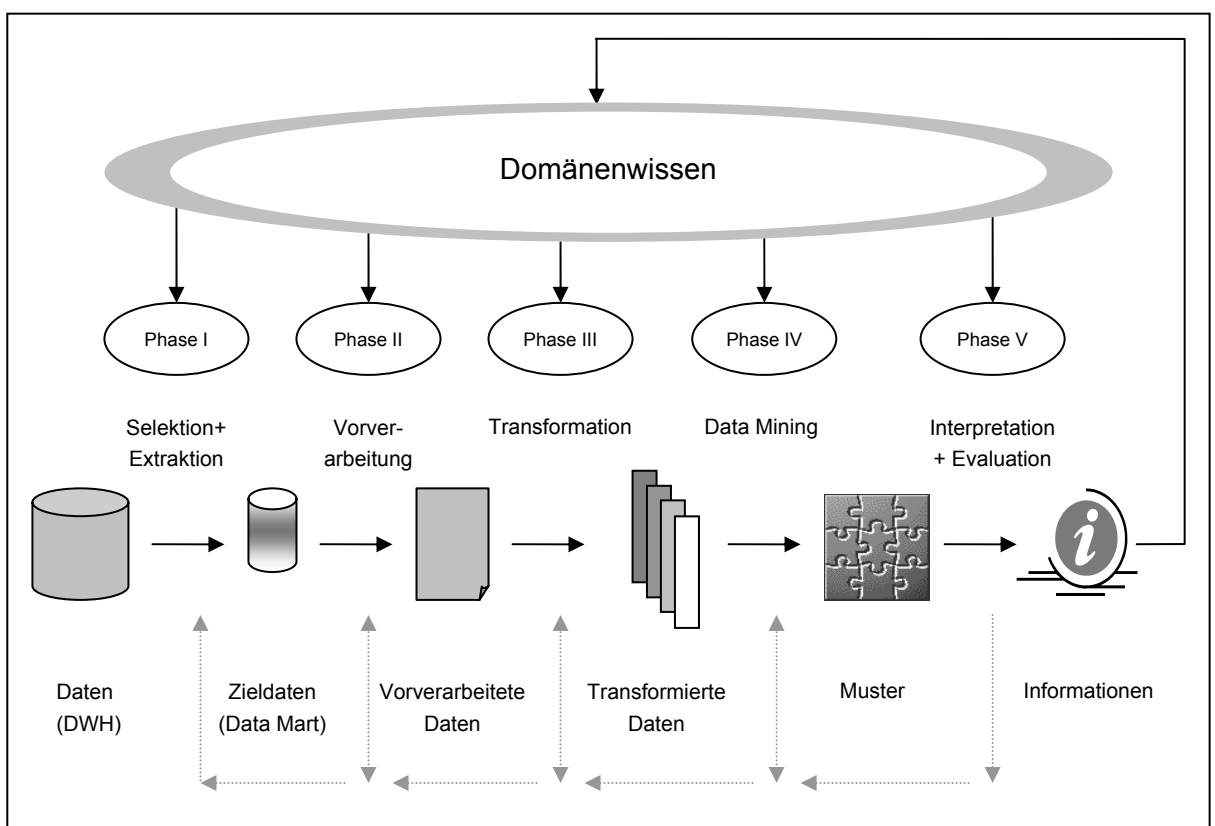 Domänenwissen
Phase I
Phase II
Phase III
Phase IV
Phase V
Selektion+
Extraktion
Vorver-
arbeitung
Transformation
Data Mining
Interpretation
+ Evaluation
i
Daten
(DWH)
Zieldaten
(Data Mart)
Vorverarbeitete
Daten
Transformierte
Daten
Muster
Informationen